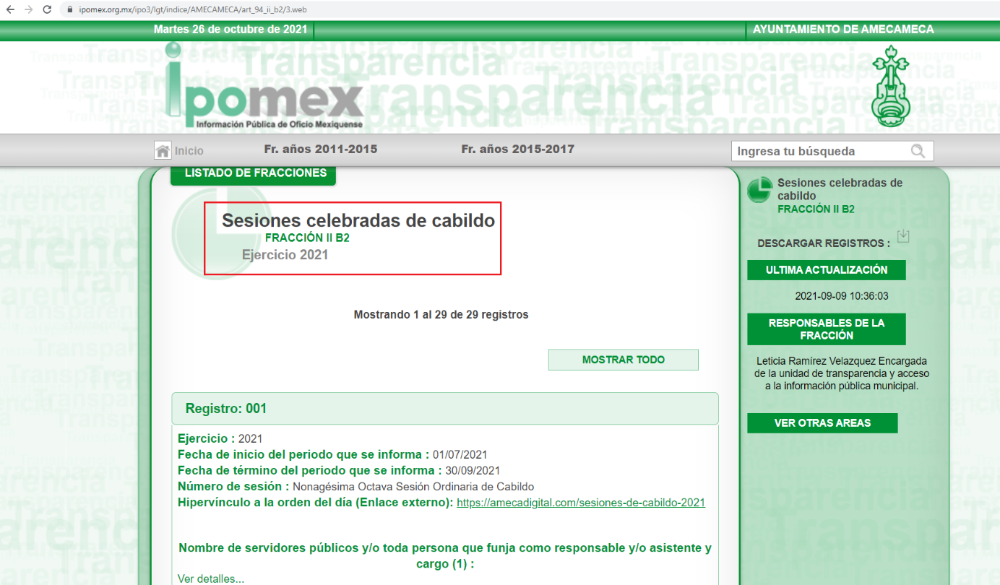 ipomex.org.mx/ipo3/lgt/indice/AMECAMECA/art_94_ii_b2/3.web
Martes 26 de octubre de 2021
AYUNTAMIENTO DE AMECAMECA
ipomex
Información Pública de Oficio Mexiquense
Inicio
Fr. años 2011-2015
Fr. años 2015-2017
Ingresa tu búsqueda
LISTADO DE FRACCIONES
Sesiones celebradas de cabildo
FRACCIÓN II B2
Ejercicio 2021
Mostrando 1 al 29 de 29 registros
MOSTRAR TODO
Registro: 001
Ejercicio : 2021
Fecha de inicio del periodo que se informa : 01/07/2021
Fecha de término del periodo que se informa : 30/09/2021
Número de sesión : Nonagésima Octava Sesión Ordinaria de Cabildo
Hipervínculo a la orden del día (Enlace externo): https://amecadigital.com/sesiones-de-cabildo-2021
Nombre de servidores públicos y/o toda persona que funja como responsable y/o asistente y
cargo (1) :
Ver detalles...
Sesiones celebradas de
cabildo
FRACCIÓN II B2
DESCARGAR REGISTROS :
ULTIMA ACTUALIZACIÓN
2021-09-09 10:36:03
RESPONSABLES DE LA
FRACCIÓN
Leticia Ramírez Velazquez Encargada
de la unidad de transparencia y acceso
a la información pública municipal.
VER OTRAS AREAS
Transparencia